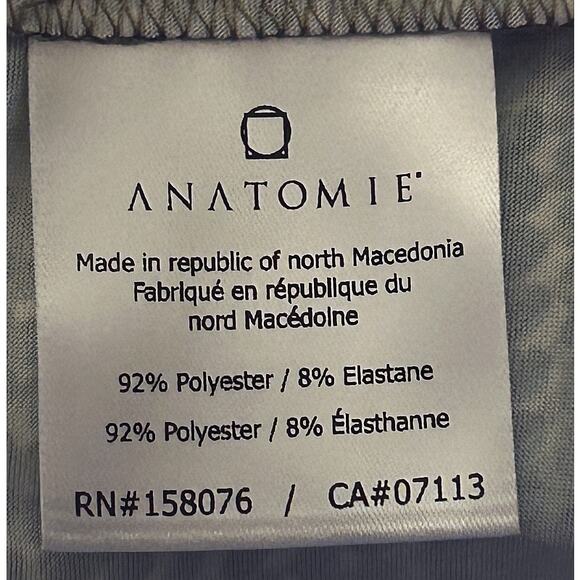 ANATOMIE
Made in republic of north Macedonia
Fabriqué en république du
nord Macédoine
92% Polyester / 8% Elastane
92% Polyester / 8% Élasthanne
RN#158076 / CA#07113